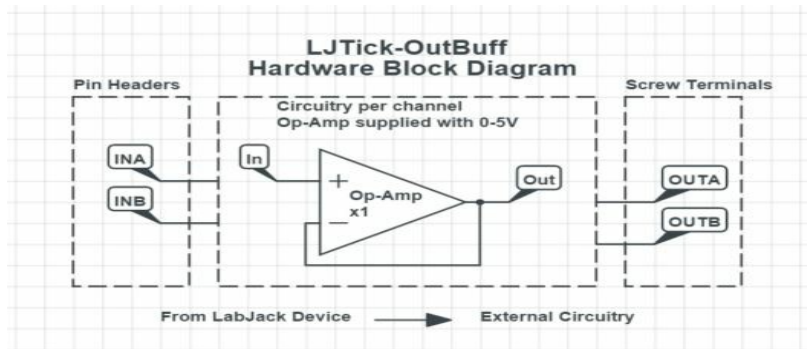 LJTick-OutBuff
Hardware Block Diagram
Pin Headers
Screw Terminals
Circuitry per channel
Op-Amp supplied with 0-5V
INA
In
Out
OUTA
+
Op-Amp
x1
INB
OUTB
From LabJack Device
External Circuitry